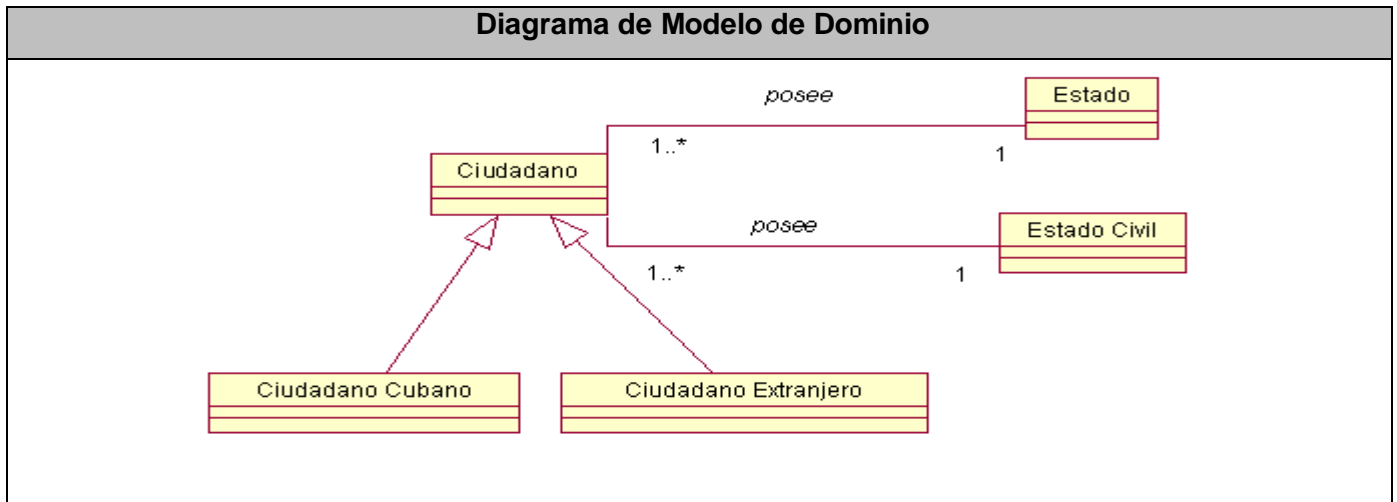 Diagrama de Modelo de Dominio
posee
Estado
1..*
1
Ciudadano
posee
Estado Civil
1..*
1
Ciudadano Cubano
Ciudadano Extranjero